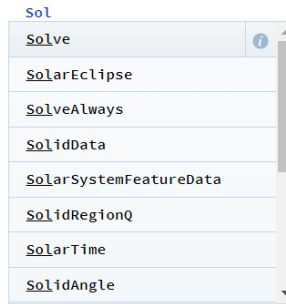 Sol
Solve
SolarEclipse
SolveAlways
SolidData
SolarSystemFeatureData
SolidRegionQ
SolarTime
SolidAngle